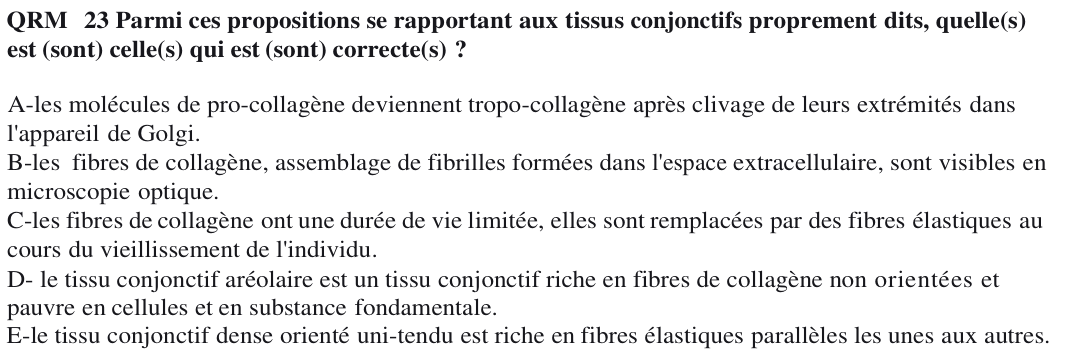 QRM 23 Parmi ces propositions se rapportant aux tissus conjonctifs proprement dits, quelle(s)
est (sont) celle(s) qui est (sont) correcte(s) ?
A-les molécules de pro-collagène deviennent tropo-collagène après clivage de leurs extrémités dans
l'appareil de Golgi.
B-les fibres de collagène, assemblage de fibrilles formées dans l'espace extracellulaire, sont visibles en
microscopie optique.
C-les fibres de collagène ont une durée de vie limitée, elles sont remplacées par des fibres élastiques au
cours du vieillissement de l'individu.
D- le tissu conjonctif aréolaire est un tissu conjonctif riche en fibres de collagène non orientées et
pauvre en cellules et en substance fondamentale.
E-le tissu conjonctif dense orienté uni-tendu est riche en fibres élastiques parallèles les unes aux autres.